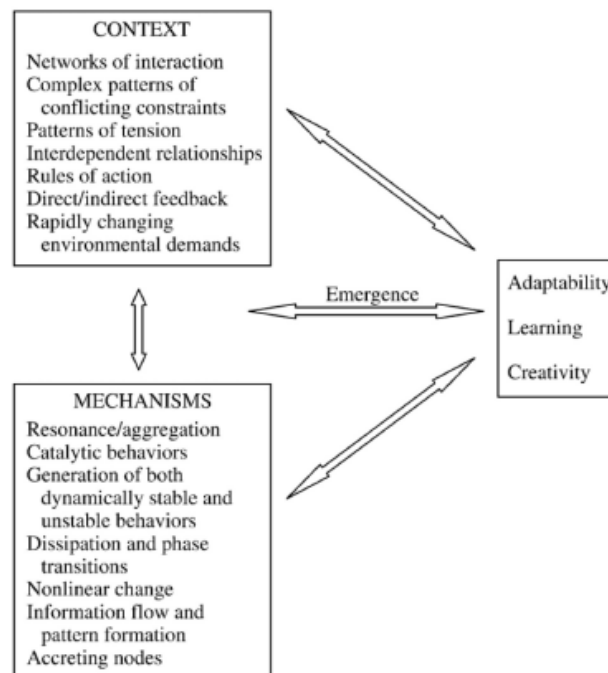 CONTEXT
Networks of interaction
Complex patterns of
conflicting constraints
Patterns of tension
Interdependent relationships
Rules of action
Direct/indirect feedback
Rapidly changing
environmental demands
Emergence
Adaptability
Learning
Creativity
MECHANISMS
Resonance/aggregation
Catalytic behaviors
Generation of both
dynamically stable and
unstable behaviors
Dissipation and phase
transitions
Nonlinear change
Information flow and
pattern formation
Accreting nodes